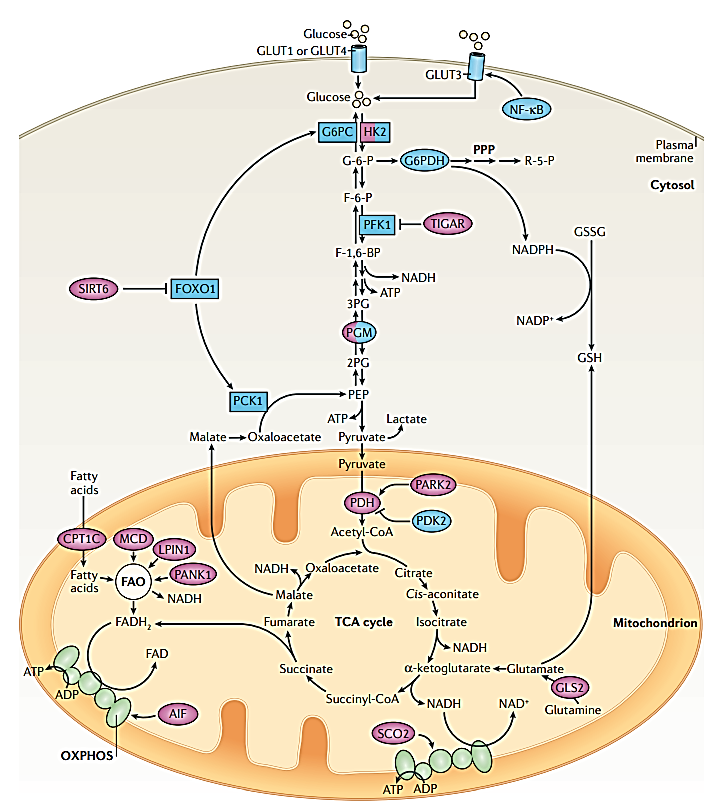 Glucose
GLUT1 or GLUT4
GLUT3
Glucose
NF-κB
G6PC
HK2
Plasma
membrane
G-6-P
G6PDH
PPP
R-5-P
Cytosol
F-6-P
PFK1
TIGAR
GSSG
NADPH
F-1,6-BP
NADH
SIRT6
FOXO1
ATP
3PG
NADP⁺
PGM
2PG
GSH
PCK1
PEP
ATP
Lactate
Malate
Oxaloacetate
Pyruvate
Pyruvate
Fatty
acids
PDH
PARK2
PDK2
Acetyl-CoA
CPT1C
MCD
LPIN1
Fatty
acids
FAO
PANK1
NADH
NADH
Oxaloacetate
Citrate
Malate
Cis-aconitate
FADH₂
Fumarate
TCA cycle
Isocitrate
Mitochondrion
NADH
FAD
Succinate
α-ketoglutarate
Glutamate
ATP
ADP
GLS2
Succinyl-CoA
NADH
NAD⁺
Glutamine
AIF
SCO2
OXPHOS
ATP
ADP